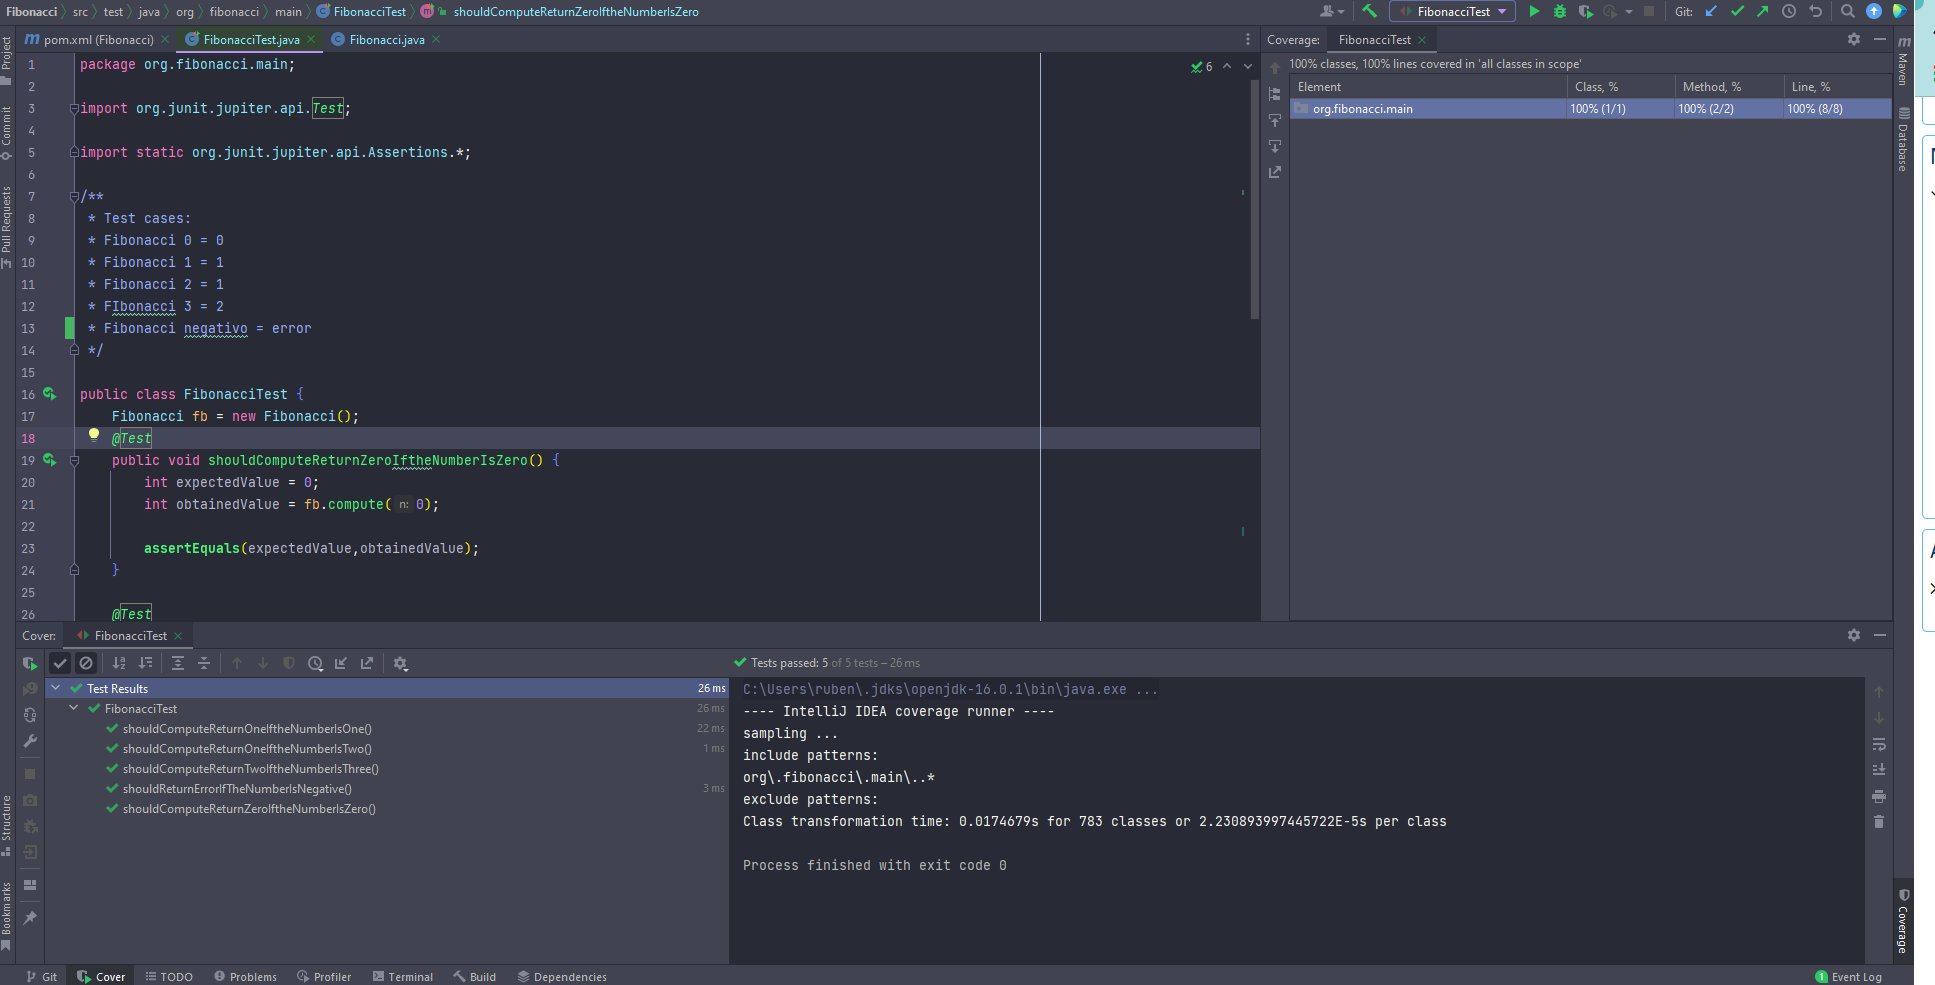 Fibonacci src test java org fibonacci main FibonacciTest shouldComputeReturnZeroIftheNumberIsZero
FibonacciTest
Git:
pom.xml (Fibonacci) FibonacciTest.java Fibonacci.java
Coverage: FibonacciTest
Project
Commit
Pull Requests
Structure
Bookmarks
1 package org.fibonacci.main;
2
3 import org.junit.jupiter.api.Test;
4
5 import static org.junit.jupiter.api.Assertions.*;
6
7 /**
8 * Test cases:
9 * Fibonacci 0 = 0
10 * Fibonacci 1 = 1
11 * Fibonacci 2 = 1
12 * FIbonacci 3 = 2
13 * Fibonacci negativo = error
14 */
15
16 public class FibonacciTest {
17 Fibonacci fb = new Fibonacci();
18 @Test
19 public void shouldComputeReturnZeroIftheNumberIsZero() {
20 int expectedValue = 0;
21 int obtainedValue = fb.compute( n: 0);
22
23 assertEquals(expectedValue,obtainedValue);
24 }
25
26 @Test
6
100% classes, 100% lines covered in 'all classes in scope'
Element Class, % Method, % Line, %
org.fibonacci.main 100% (1/1) 100% (2/2) 100% (8/8)
Maven
Database
Coverage
Cover: FibonacciTest
Tests passed: 5 of 5 tests – 26 ms
Test Results 26 ms
FibonacciTest 26 ms
shouldComputeReturnOneIftheNumberIsOne() 22 ms
shouldComputeReturnOneIftheNumberIsTwo() 1 ms
shouldComputeReturnTwoIftheNumberIsThree()
shouldReturnErrorIfTheNumberIsNegative() 3 ms
shouldComputeReturnZeroIftheNumberIsZero()
C:\Users\ruben\.jdks\openjdk-16.0.1\bin\java.exe ...
---- IntelliJ IDEA coverage runner ----
sampling ...
include patterns:
org\.fibonacci\.main\..*
exclude patterns:
Class transformation time: 0.0174679s for 783 classes or 2.230893997445722E-5s per class
Process finished with exit code 0
Git Cover TODO Problems Profiler Terminal Build Dependencies
1 Event Log